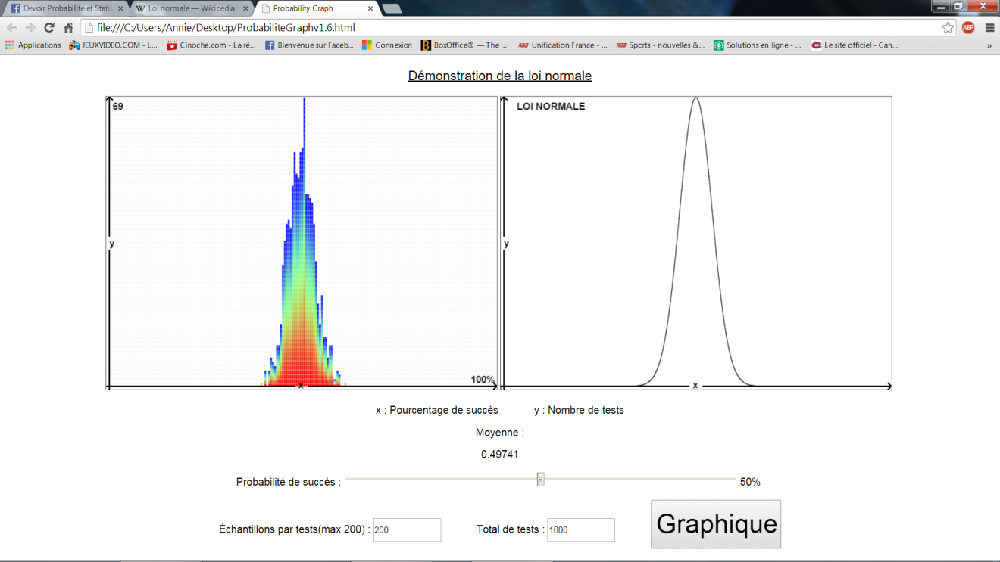 Devoir Probabilité et Statis
Loi normale — Wikipédia
Probability Graph
file:///C:/Users/Annie/Desktop/ProbabiliteGraphv1.6.html
ABP
Applications JEUXVIDEO.COM - L... Cinoche.com - La ré... Bienvenue sur Faceb... Connexion BoxOffice® — The ... RDS Unification France - ... RDS Sports - nouvelles &... Solutions en ligne - ... Le site officiel - Can... »
Démonstration de la loi normale
69
y
100%
x
LOI NORMALE
y
x
x : Pourcentage de succès y : Nombre de tests
Moyenne :
0.49741
Probabilité de succès : 50%
Échantillons par tests(max 200) : 200 Total de tests : 1000 Graphique